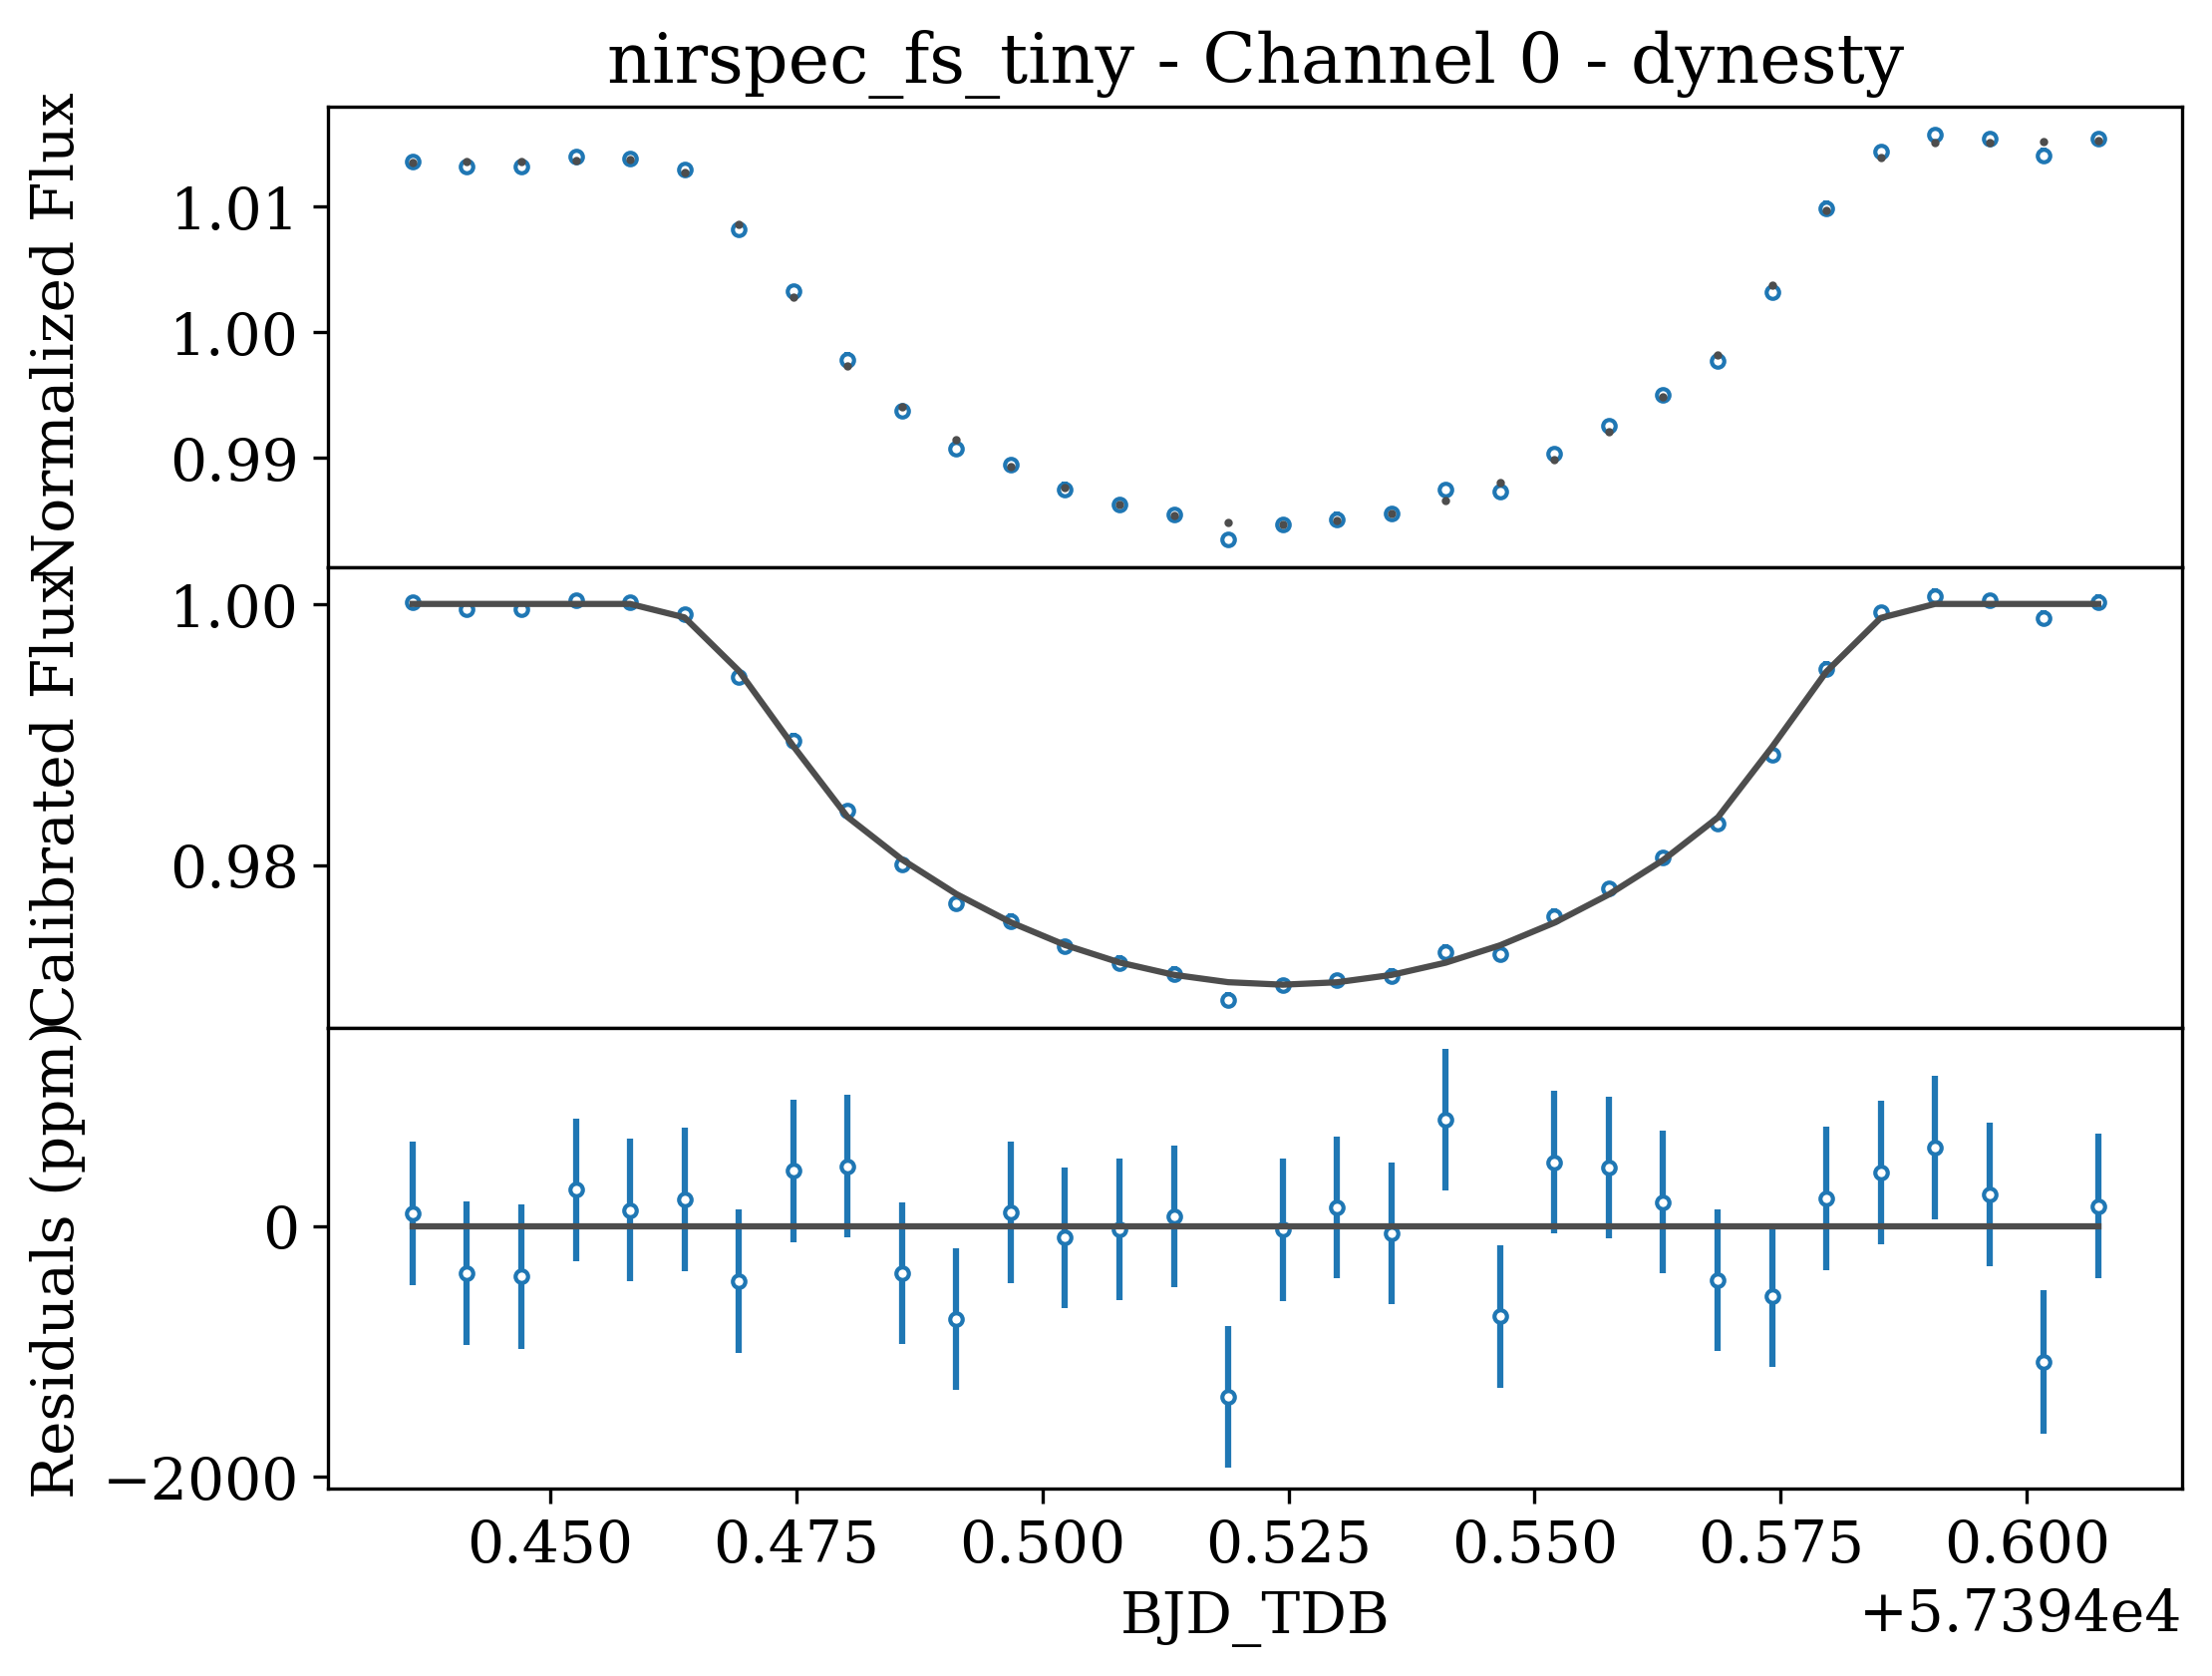 nirspec_fs_tiny - Channel 0 - dynesty
Normalized Flux
1.01
1.00
0.99
Calibrated Flux
1.00
0.98
Residuals (ppm)
0
−2000
0.450 0.475 0.500 0.525 0.550 0.575 0.600
BJD_TDB
+5.7394e4